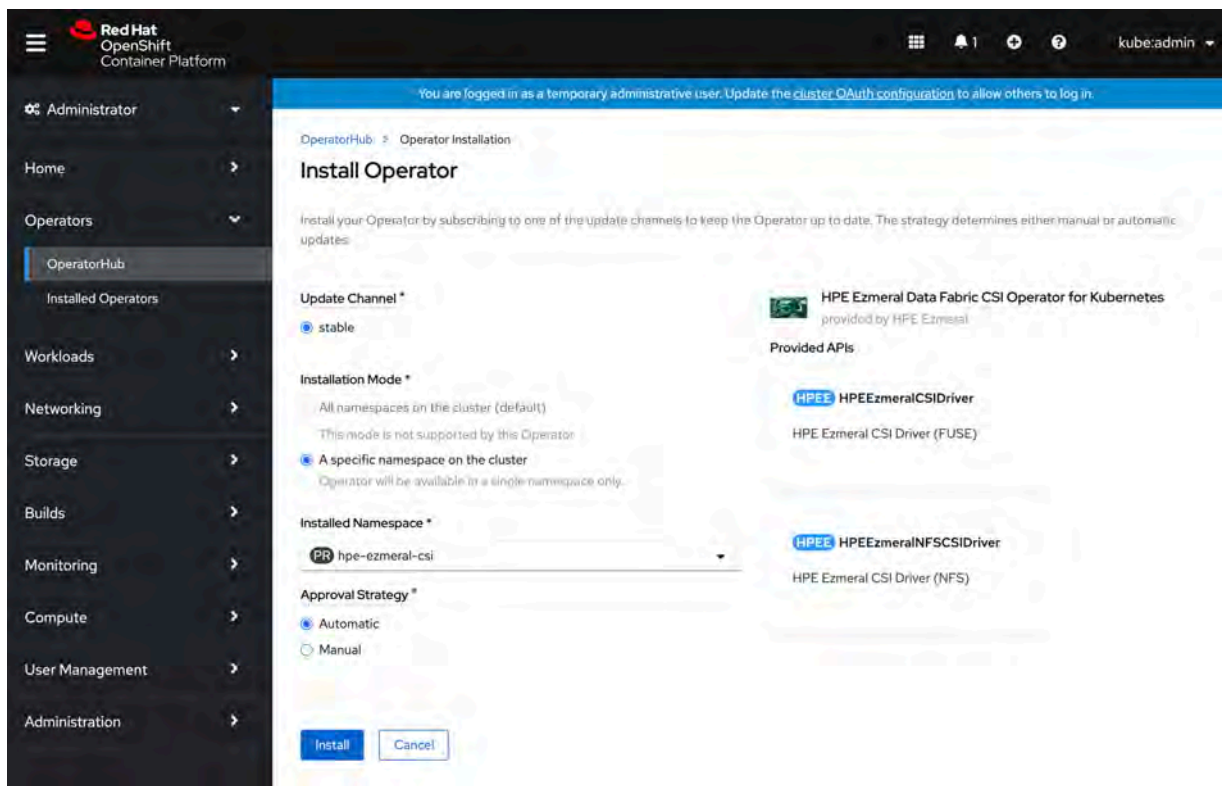 Red Hat
OpenShift
Container Platform
1
kube:admin
Administrator
You are logged in as a temporary administrative user. Update the cluster OAuth configuration to allow others to log in.
Home
Operators
OperatorHub
Installed Operators
Workloads
Networking
Storage
Builds
Monitoring
Compute
User Management
Administration
OperatorHub > Operator Installation
Install Operator
Install your Operator by subscribing to one of the update channels to keep the Operator up to date. The strategy determines either manual or automatic
updates.
Update Channel *
stable
Installation Mode *
All namespaces on the cluster (default)
This mode is not supported by this Operator
A specific namespace on the cluster
Operator will be available in a single namespace only.
Installed Namespace *
PR hpe-ezmeral-csi
Approval Strategy *
Automatic
Manual
Install
Cancel
HPE Ezmeral Data Fabric CSI Operator for Kubernetes
provided by HPE Ezmeral
Provided APIs
HPEE HPEEzmeralCSIDriver
HPE Ezmeral CSI Driver (FUSE)
HPEE HPEEzmeralNFSCSIDriver
HPE Ezmeral CSI Driver (NFS)